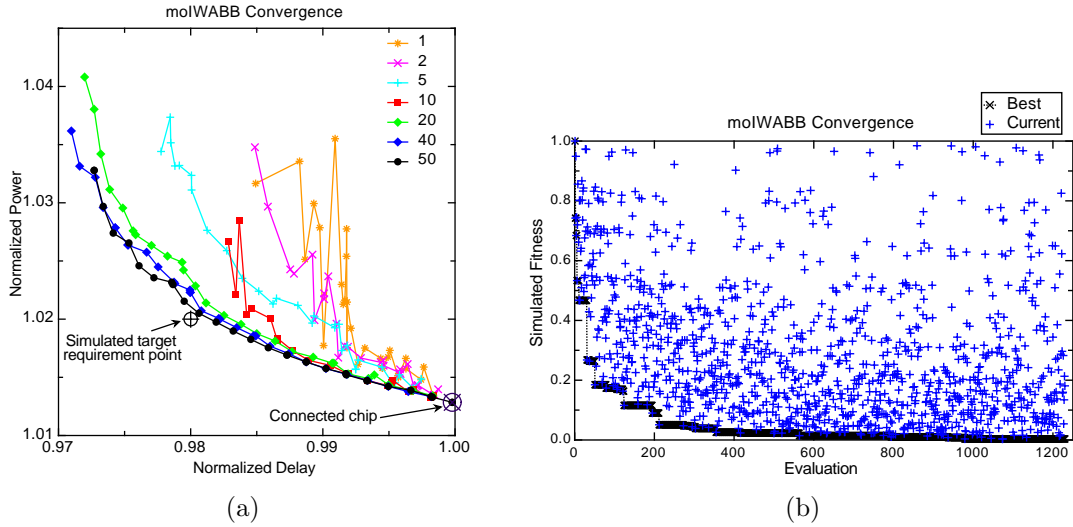 moIWABB Convergence
1.04
1.03
1.02
1.01
Normalized Power
1
2
5
10
20
40
50
Simulated target
requirement point
Connected chip
0.97
0.98
0.99
1.00
Normalized Delay
(a)
Best
Current
moIWABB Convergence
1.0
0.8
0.6
0.4
0.2
0.0
Simulated Fitness
0
200
400
600
800
1000
1200
Evaluation
(b)